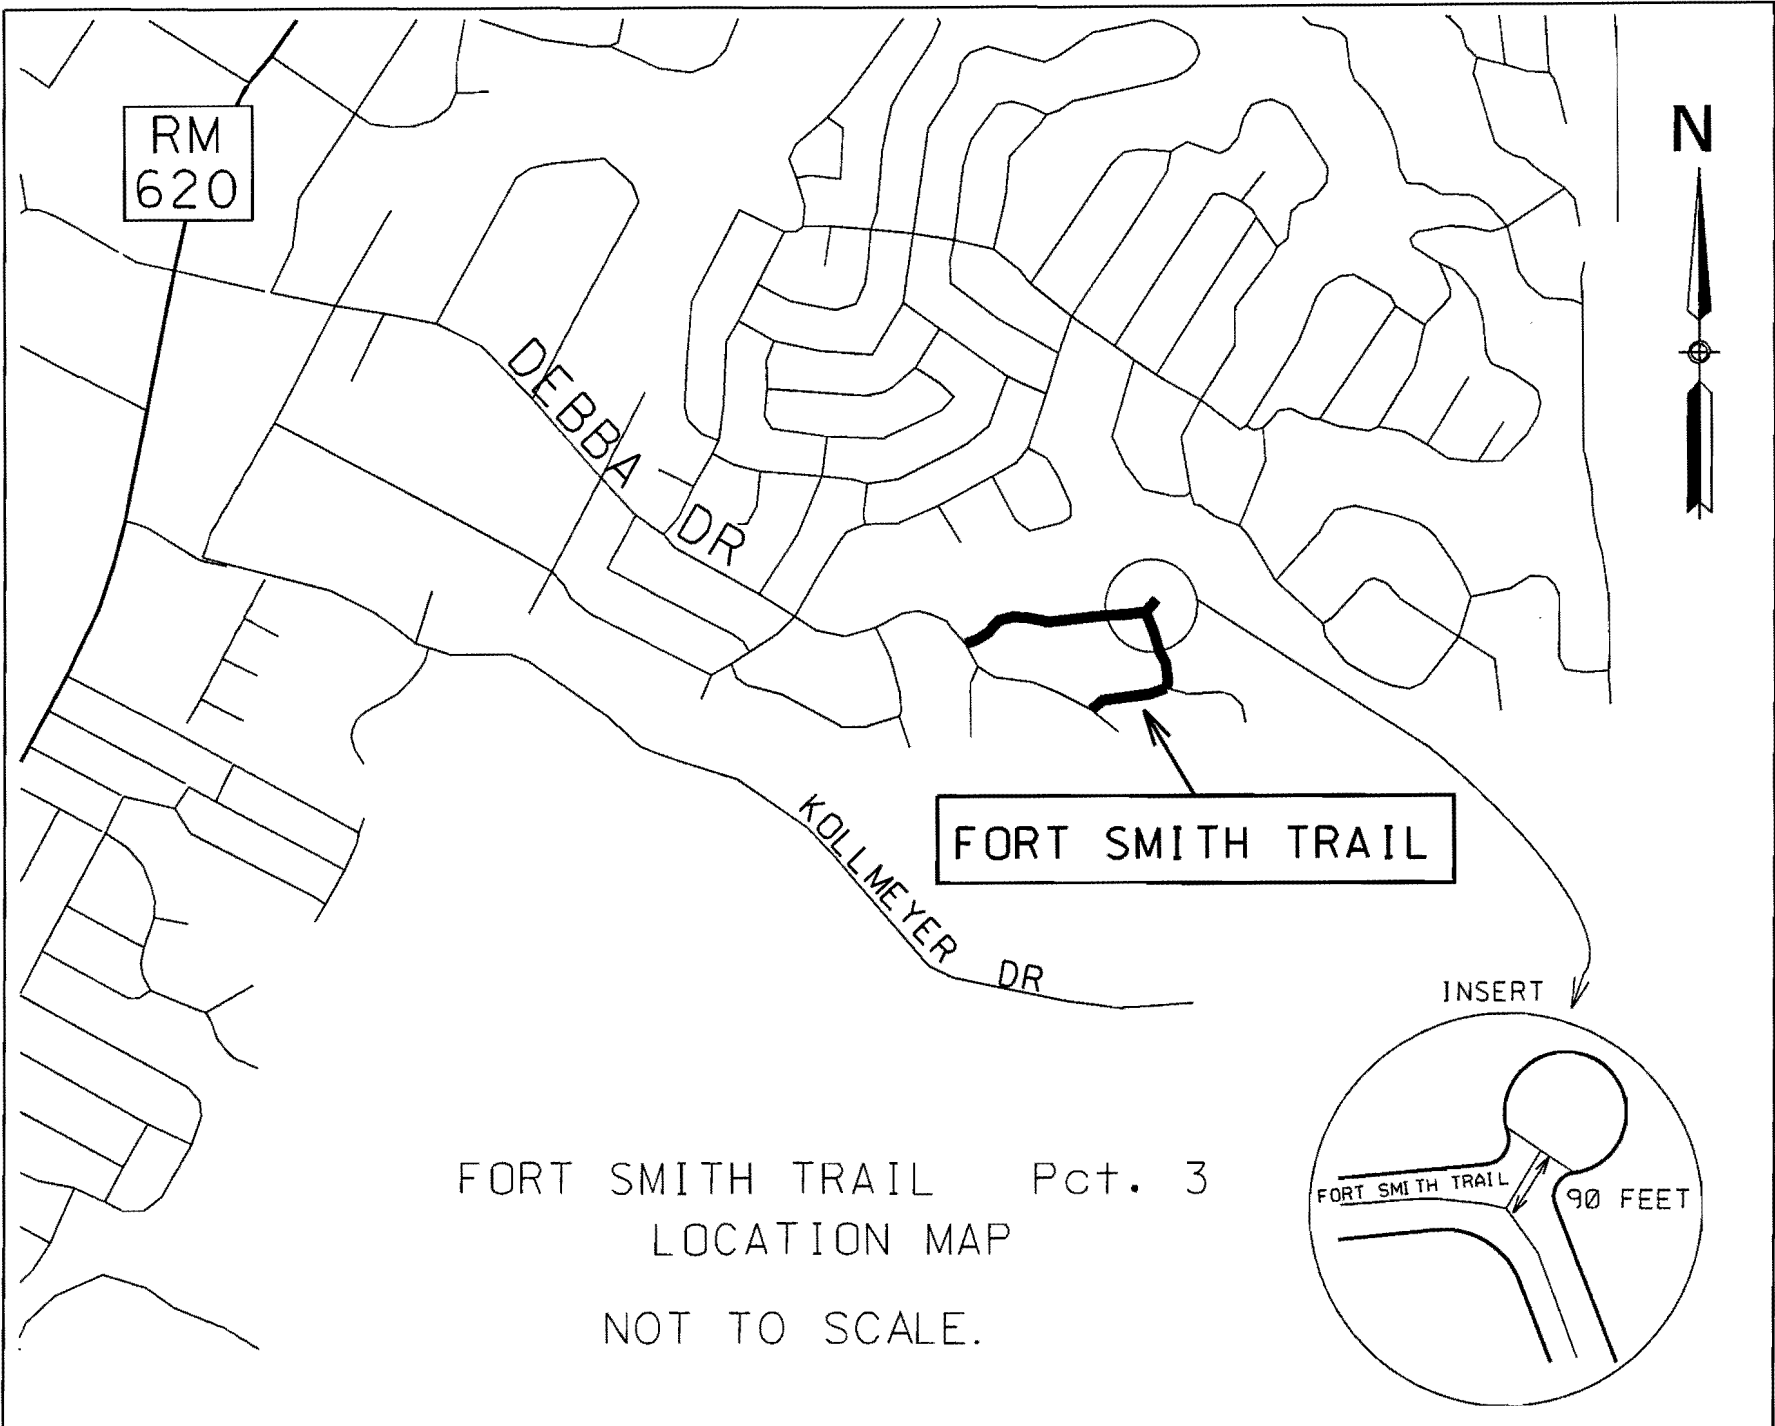 N
RM
620
DEBBA DR
FORT SMITH TRAIL
KOLLMEYER DR
INSERT
FORT SMITH TRAIL
90 FEET
FORT SMITH TRAIL Pct. 3
LOCATION MAP
NOT TO SCALE.